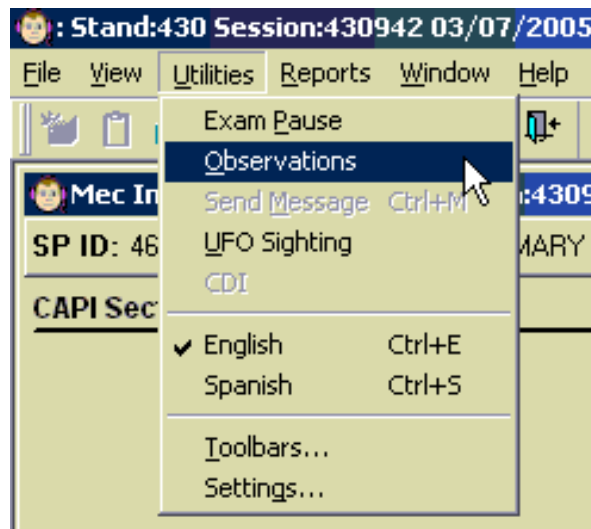 : Stand:430 Session:430942 03/07/2005
File View Utilities Reports Window Help
Exam Pause
Observations
Mec In :4309
Send Message Ctrl+M
SP ID: 46 MARY
UFO Sighting
CDI
CAPI Sec
English Ctrl+E
Spanish Ctrl+S
Toolbars...
Settings...